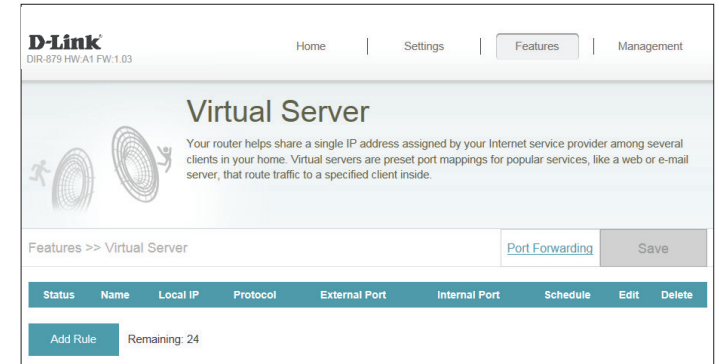 D-Link
DIR-879 HW:A1 FW:1.03
Home | Settings | Features | Management
Virtual Server
Your router helps share a single IP address assigned by your Internet service provider among several
clients in your home. Virtual servers are preset port mappings for popular services, like a web or e-mail
server, that route traffic to a specified client inside.
Features >> Virtual Server Port Forwarding Save
Status Name Local IP Protocol External Port Internal Port Schedule Edit Delete
Add Rule Remaining: 24